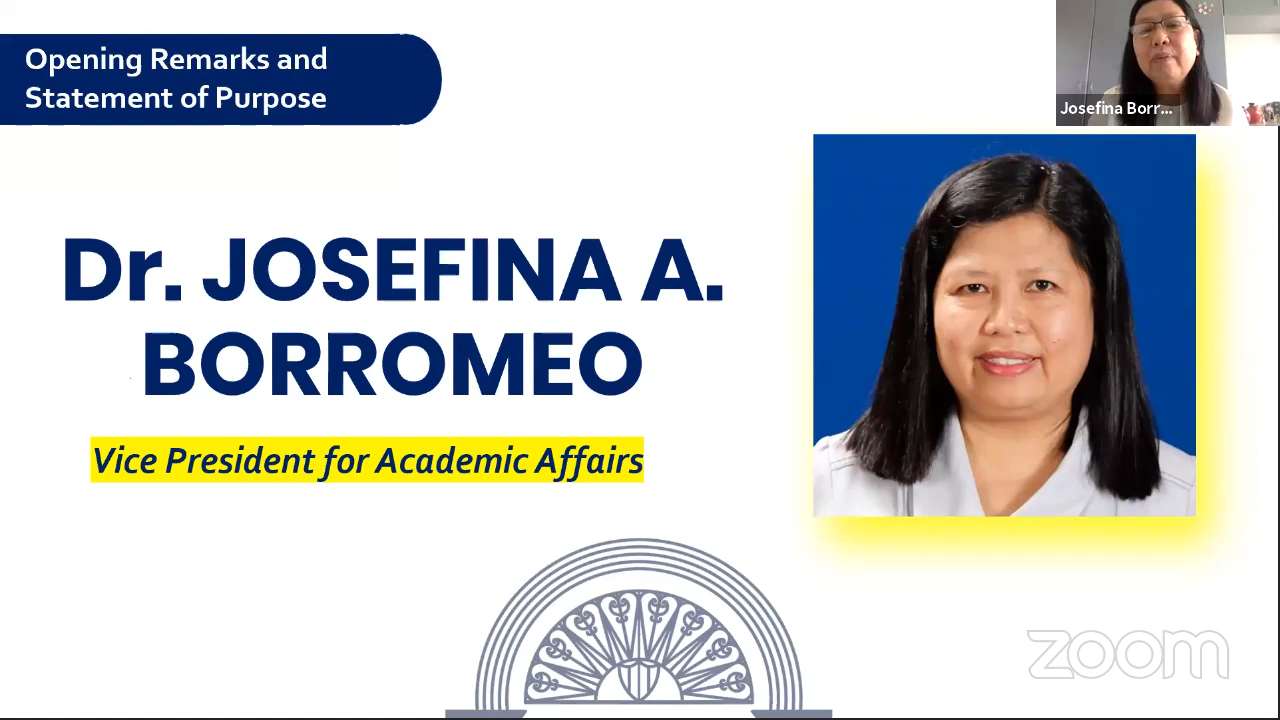 Opening Remarks and
Statement of Purpose
Josefina Borr...
Dr. JOSEFINA A.
BORROMEO
Vice President for Academic Affairs
zoom